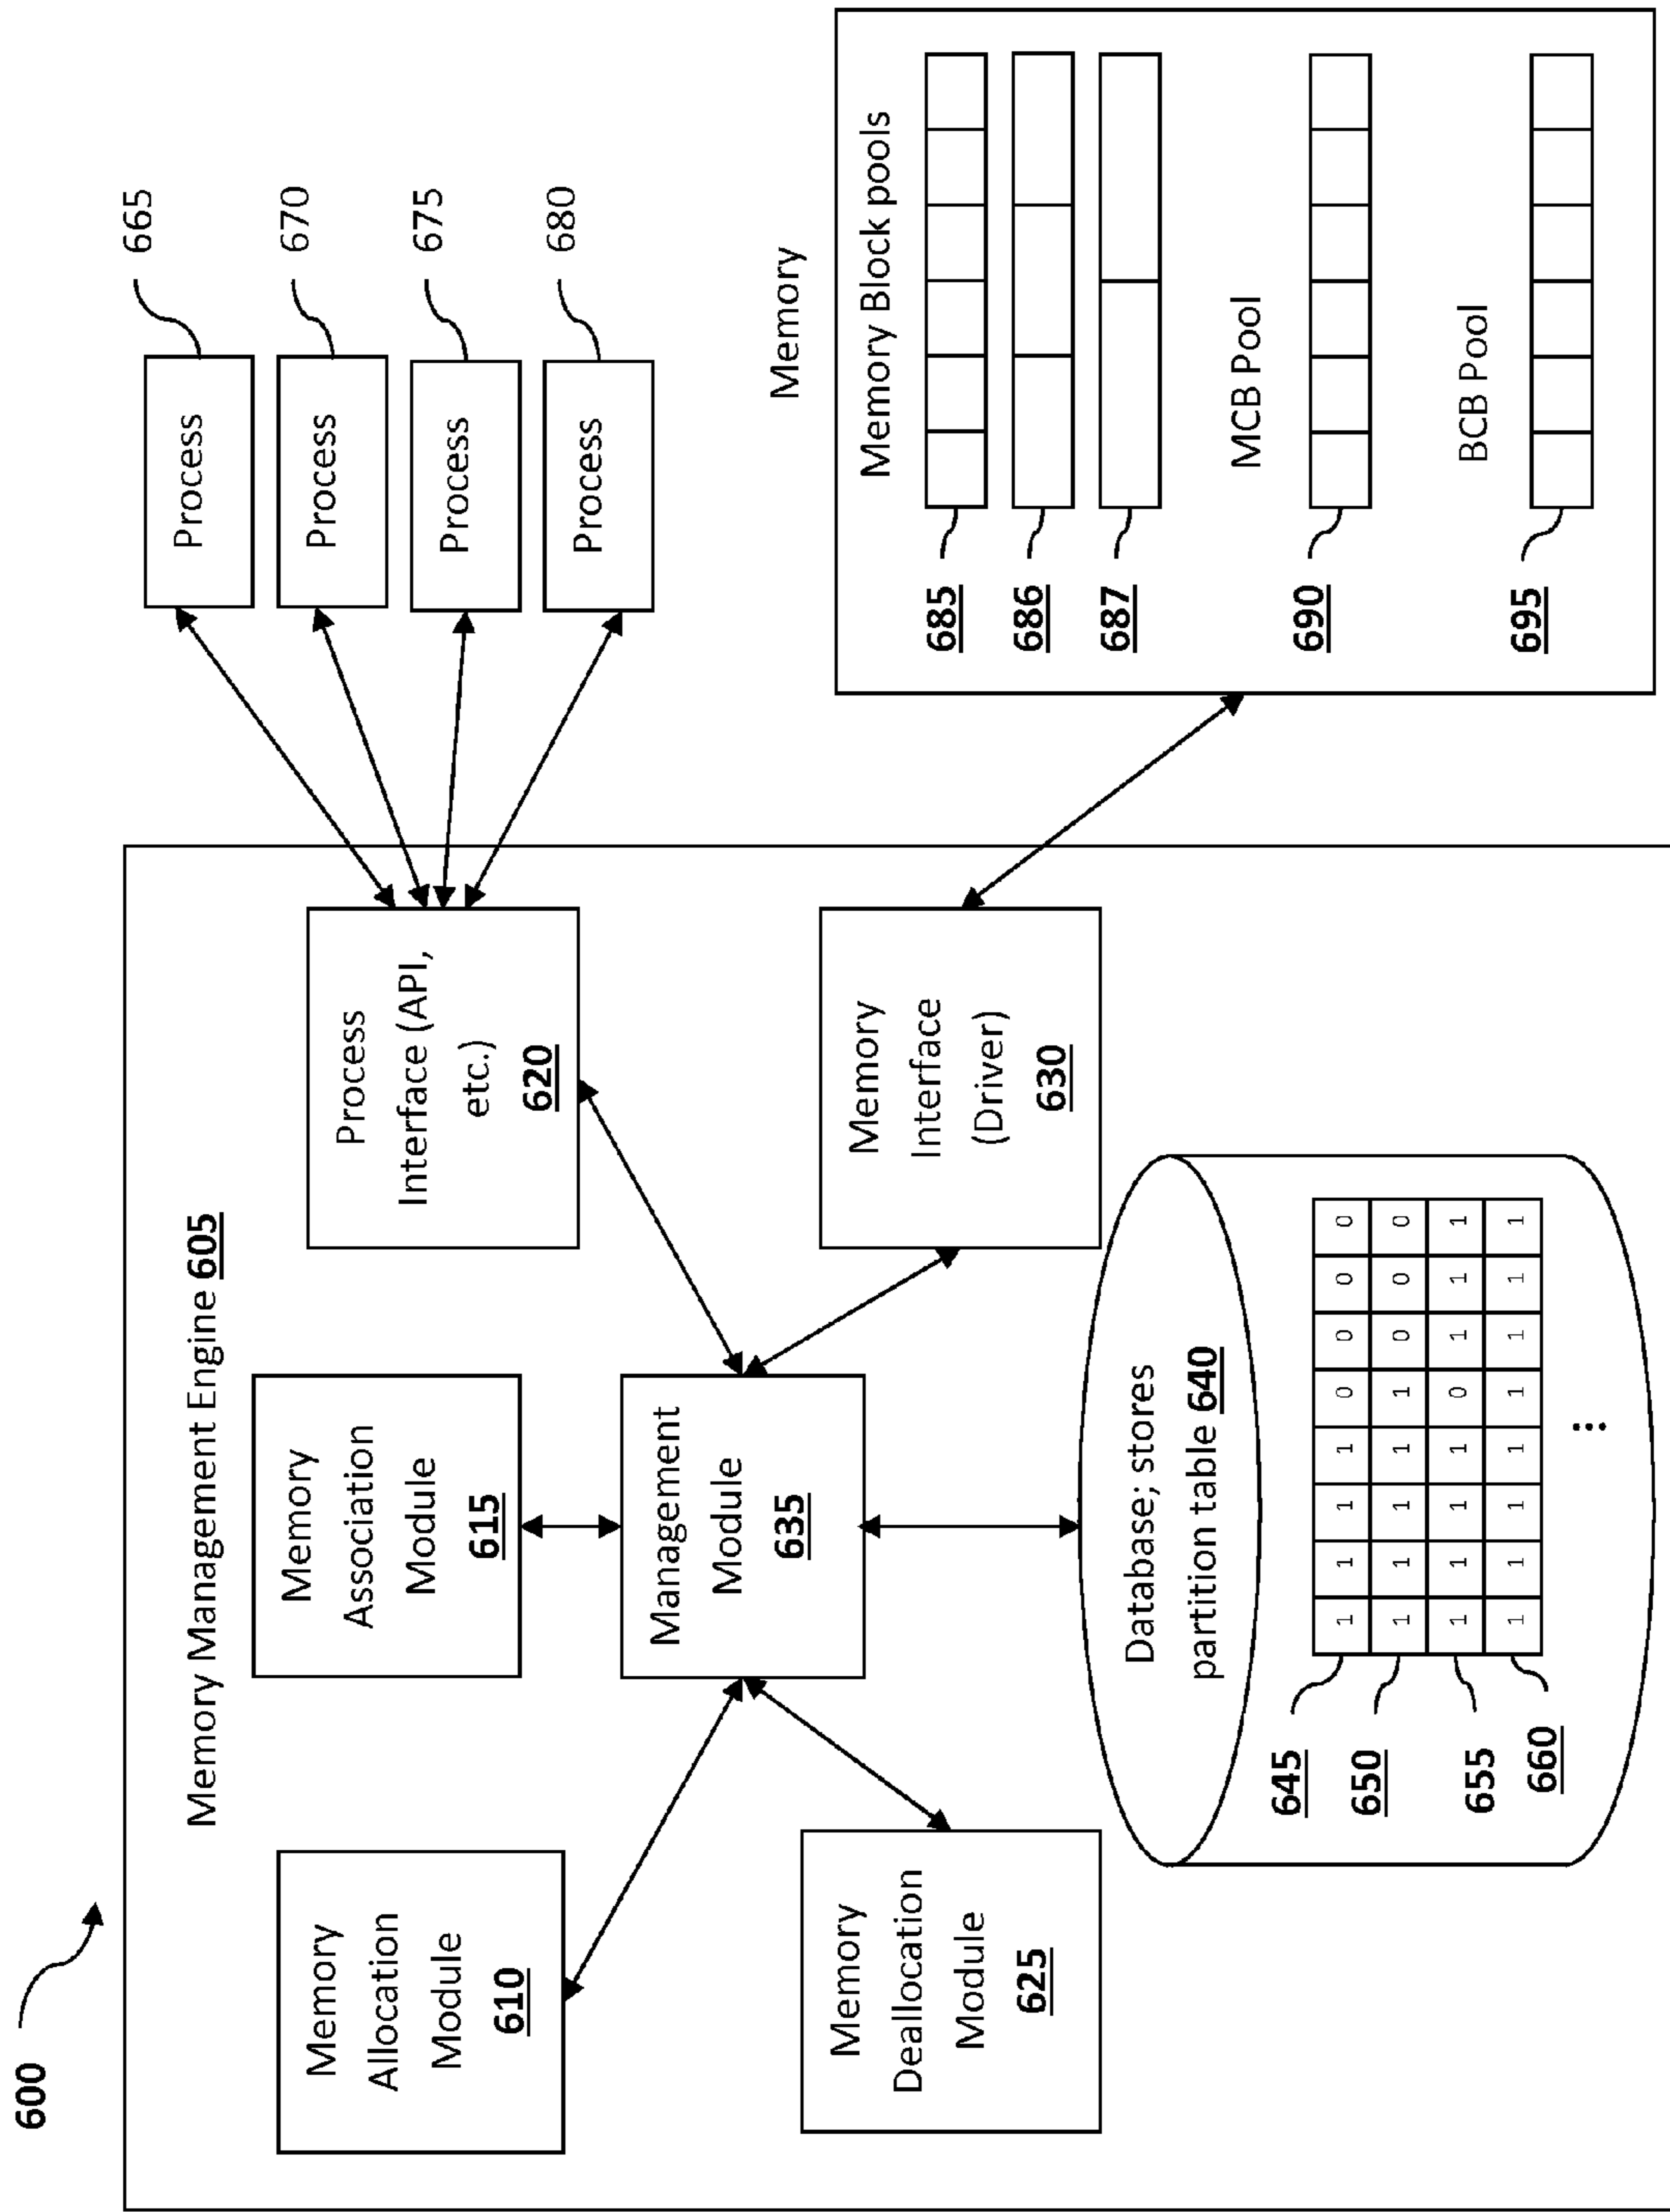 600
Memory Management Engine 605
Memory
Allocation
Module
610
Memory
Association
Module
615
Process
Interface (API,
etc.)
620
Process
665
Process
670
Process
675
Process
680
Management
Module
635
Memory
Deallocation
Module
625
Memory
Interface
(Driver)
630
Database; stores
partition table 640
645
1 1 1 1 0 0 0 0
650
1 1 1 1 1 0 0 0
655
1 1 1 1 0 1 1 1
660
1 1 1 1 1 1 1 1
...
Memory
Memory Block pools
685
686
687
MCB Pool
690
BCB Pool
695